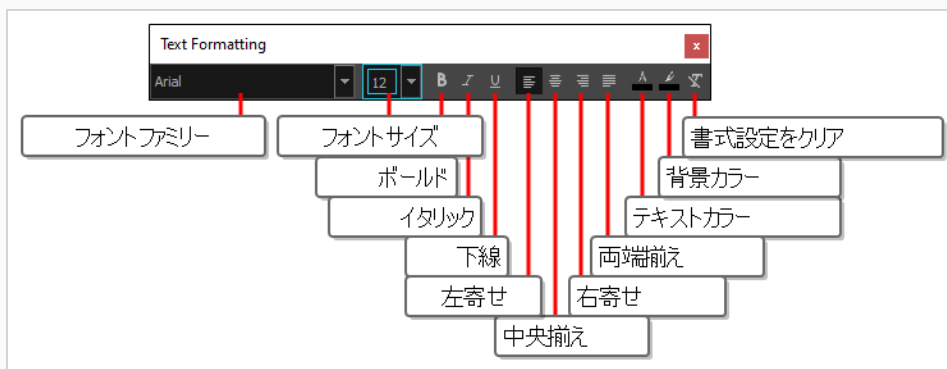 Text Formatting
x
Arial
12
B I U
A
フォントファミリー
フォントサイズ
書式設定をクリア
ボールド
背景カラー
イタリック
テキストカラー
下線
両端揃え
左寄せ
右寄せ
中央揃え